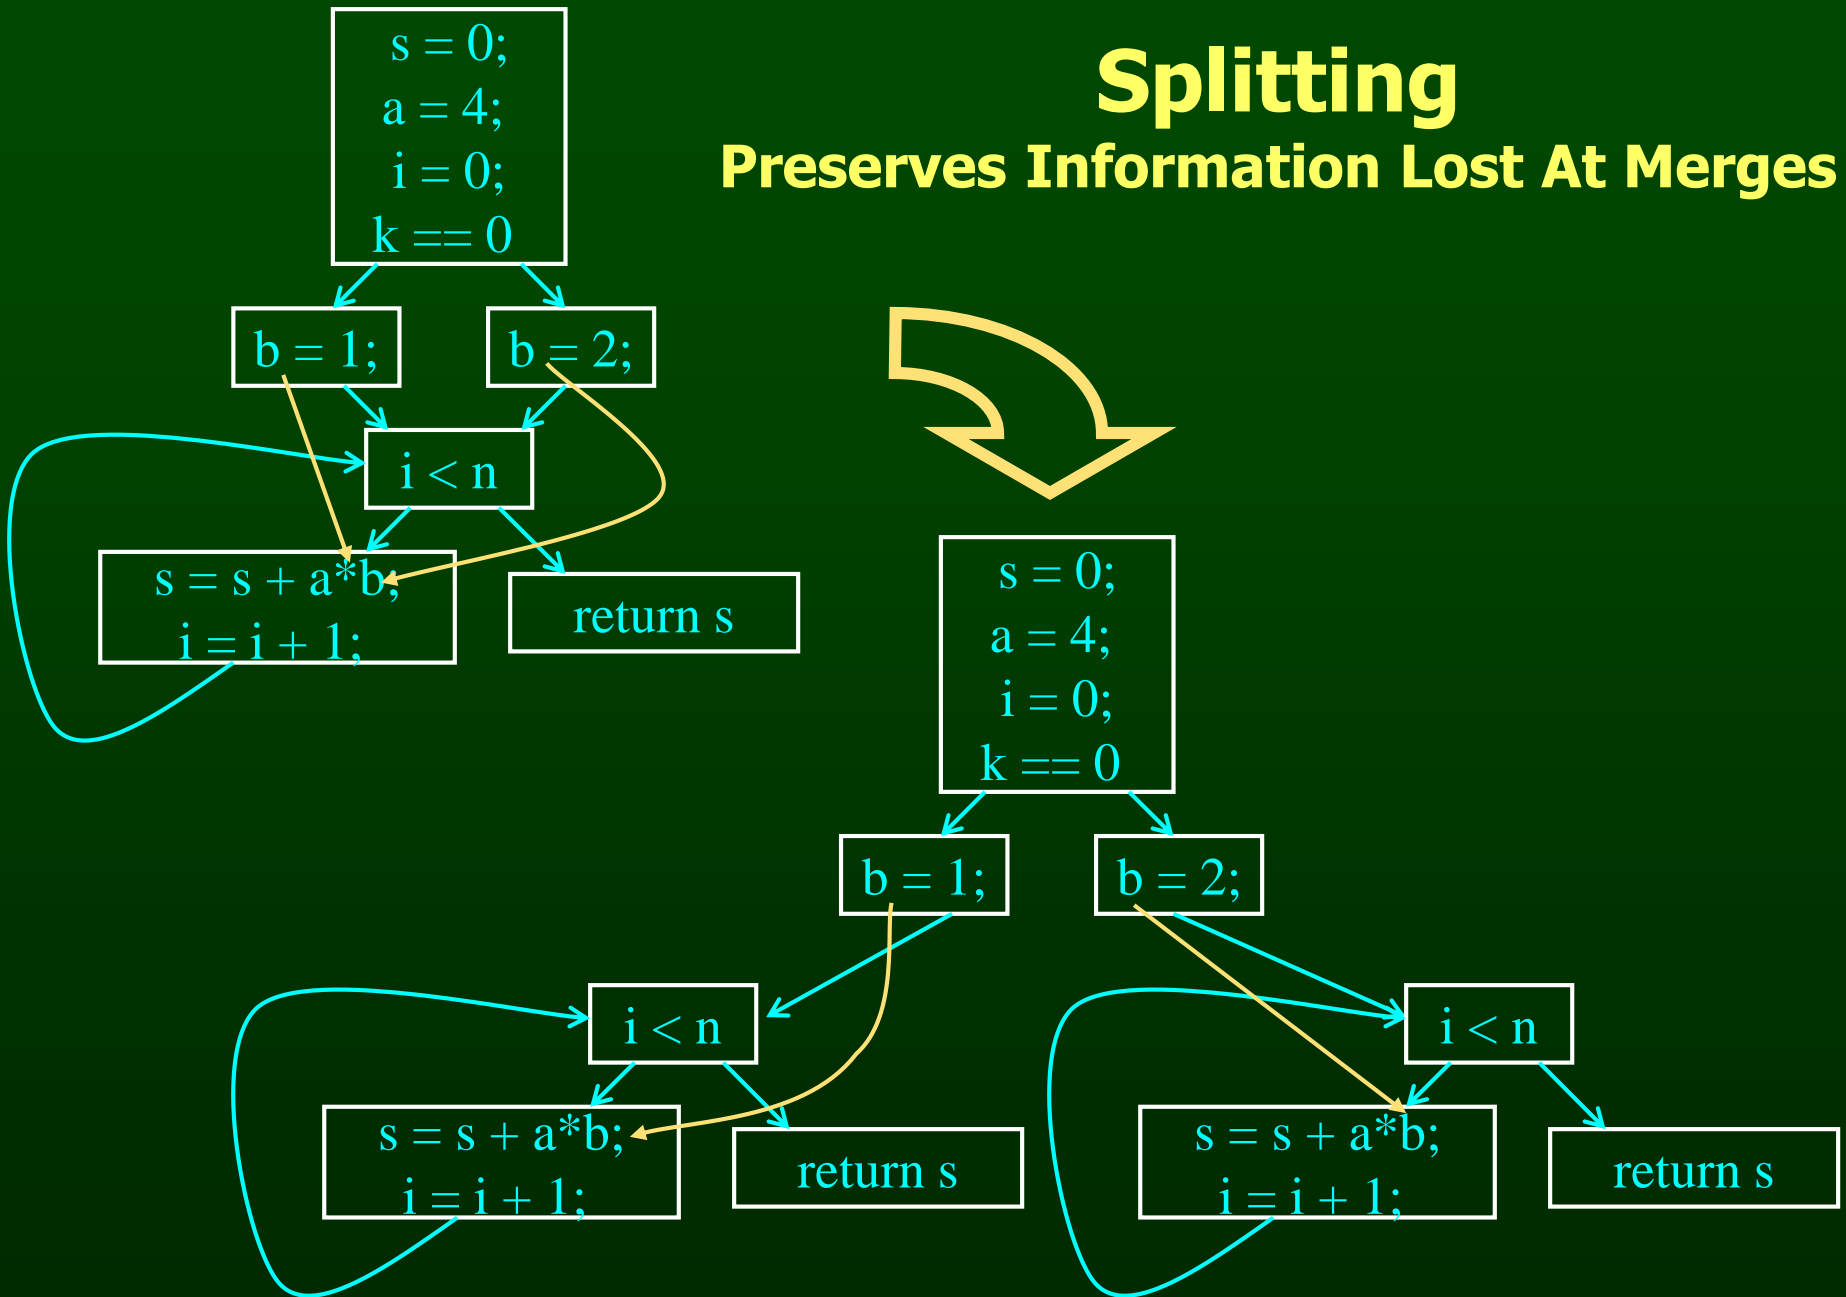 Splitting
Preserves Information Lost At Merges
s = 0;
a = 4;
i = 0;
k == 0
b = 1;
b = 2;
i < n
s = s + a*b;
i = i + 1;
return s
s = 0;
a = 4;
i = 0;
k == 0
b = 1;
b = 2;
i < n
s = s + a*b;
i = i + 1;
return s
i < n
s = s + a*b;
i = i + 1;
return s